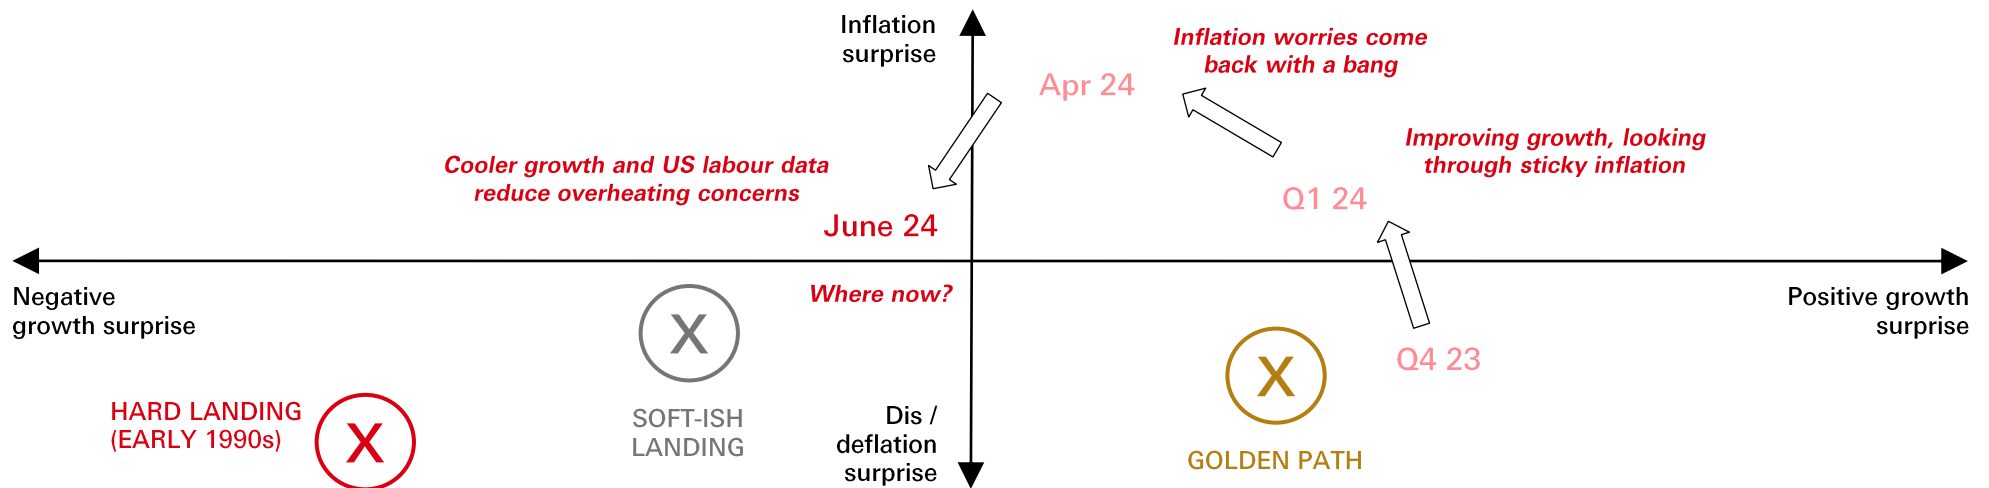 Inflation
surprise
Inflation worries come
back with a bang
Apr 24
Improving growth, looking
through sticky inflation
Cooler growth and US labour data
reduce overheating concerns
Q1 24
June 24
Negative
growth surprise
Where now?
Positive growth
surprise
X
X
Q4 23
HARD LANDING
(EARLY 1990s)
X
SOFT-ISH
LANDING
Dis /
deflation
surprise
GOLDEN PATH